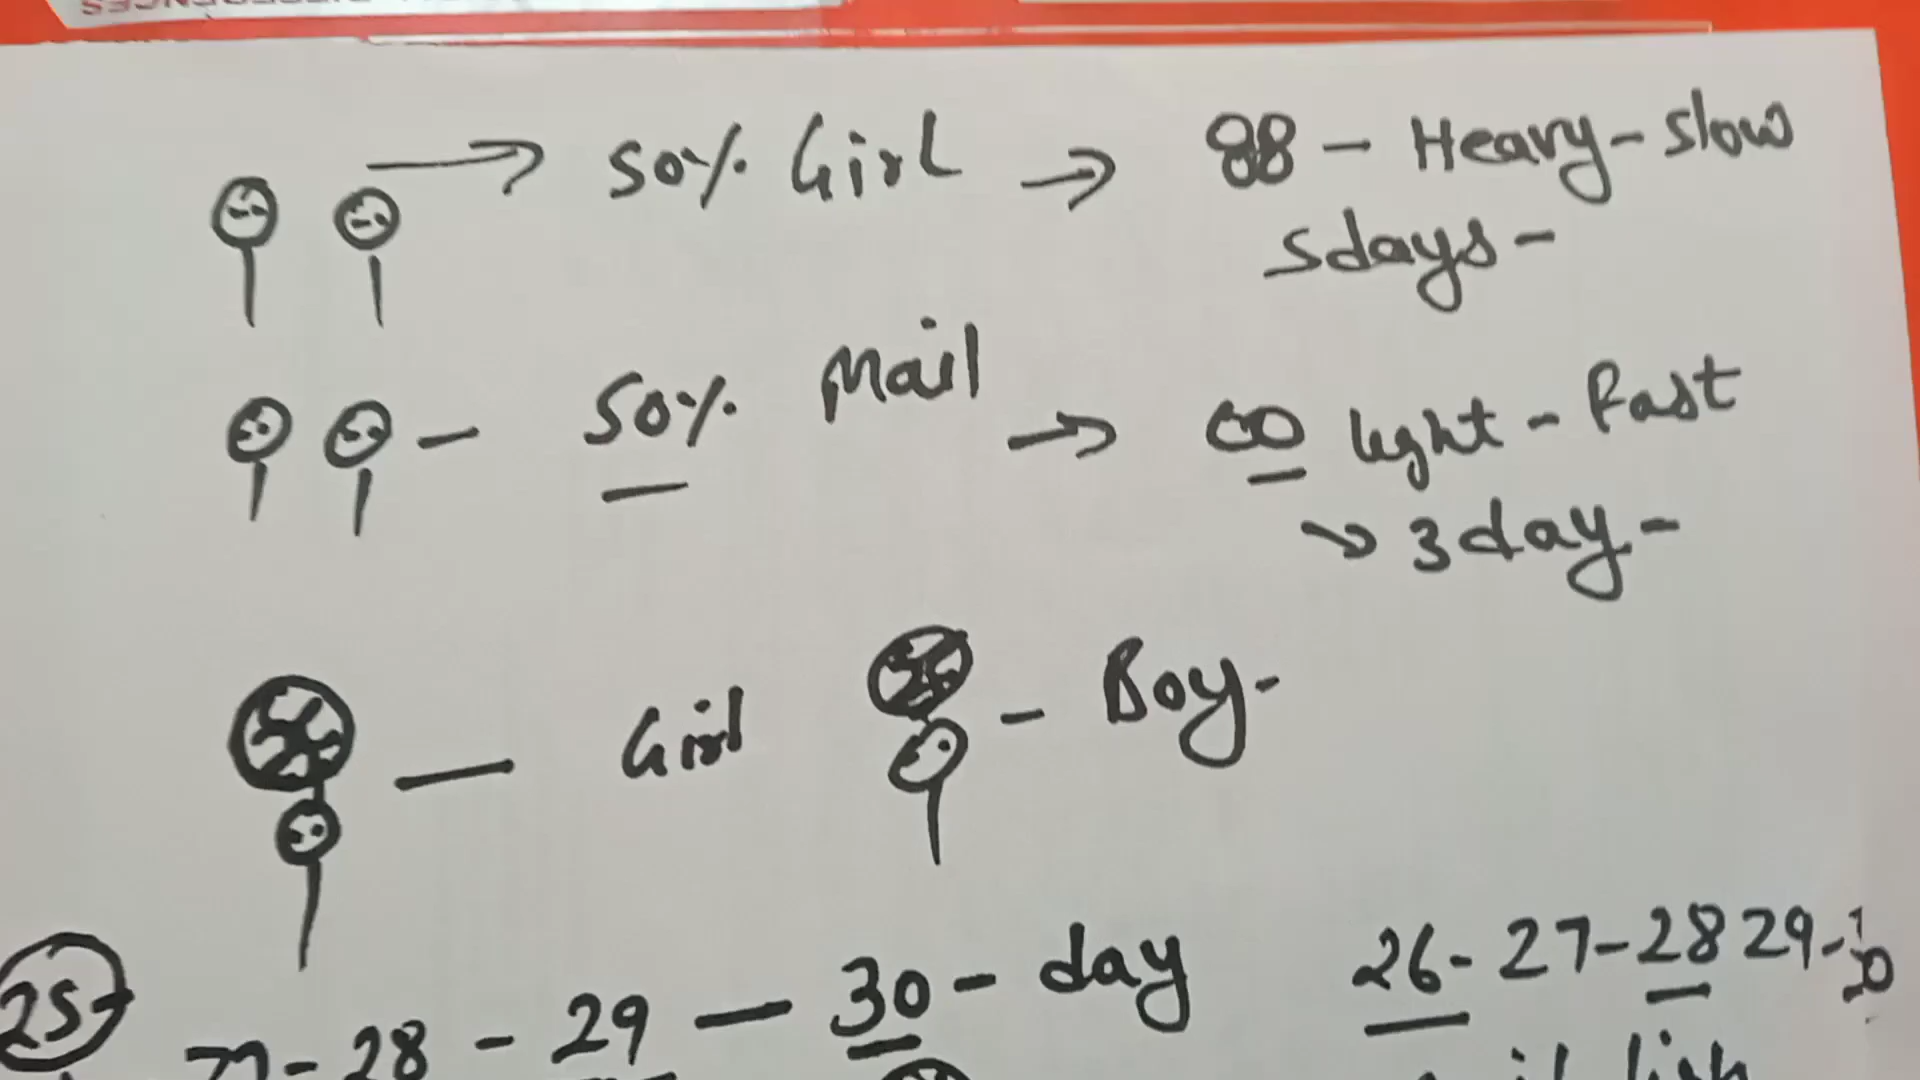 50% Girl → 88 - Heavy-slow
5days -
50% Mail → light - fast
→ 3day -
Girl - Boy-
25
28 - 29 - 30 - day
26- 27-28 29-